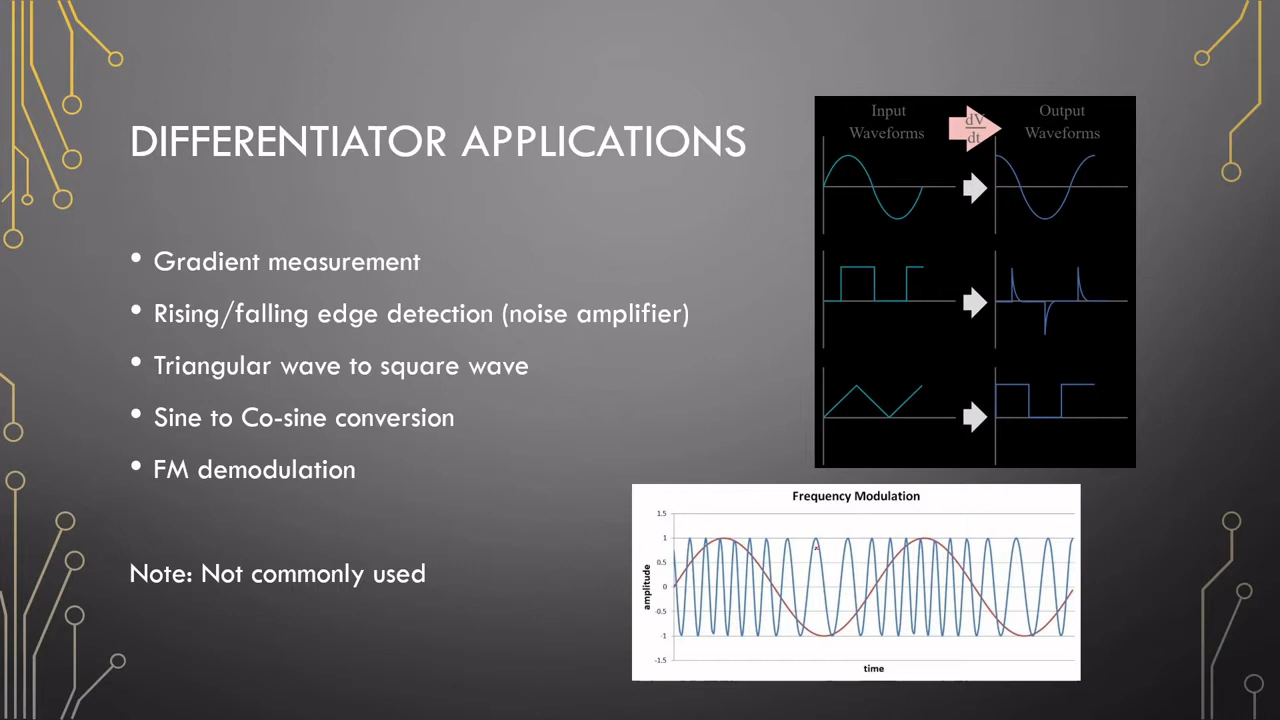 DIFFERENTIATOR APPLICATIONS
• Gradient measurement
• Rising/falling edge detection (noise amplifier)
• Triangular wave to square wave
• Sine to Co-sine conversion
• FM demodulation
Note: Not commonly used
Input
Waveforms
dV
dt
Output
Waveforms
Frequency Modulation
1.5
1
0.5
0
-0.5
-1
-1.5
amplitude
time